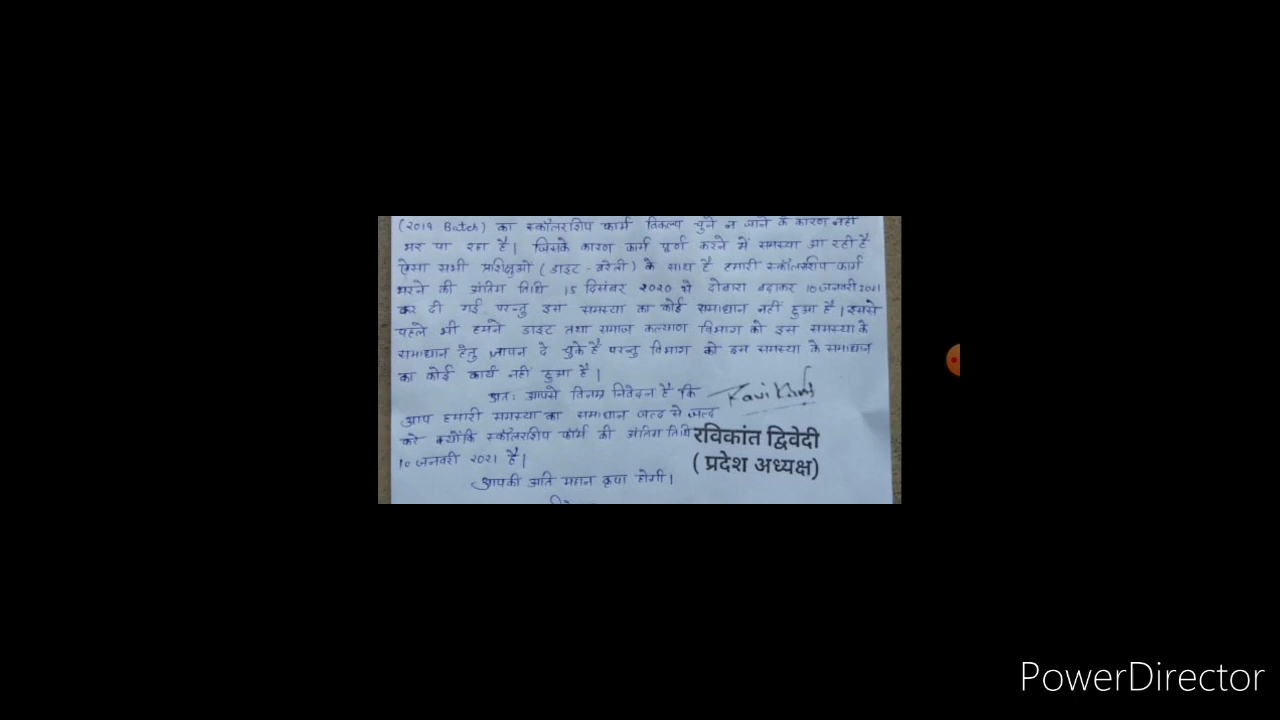 (2019 Batch) का स्कॉलरशिप फार्म विकल्प चुने न जाने के कारण नहीं
भर पा रहा है। जिसके कारण फार्म पूर्ण करने में समस्या आ रही है
ऐसा सभी प्रशिक्षुओं (डाइट - बरेली) के साथ है हमारी स्कॉलरशिप फार्म
भरने की अंतिम तिथि 15 दिसंबर 2020 से दोबारा बढ़ाकर 10 जनवरी 2021
कर दी गई परन्तु इस समस्या का कोई समाधान नहीं हुआ है। इससे
पहले भी हमने डाइट तथा समाज कल्याण विभाग को इस समस्या के
समाधान हेतु ज्ञापन दे चुके है परन्तु विभाग को इस समस्या के समाधान
का कोई कार्य नहीं हुआ है।
अतः आपसे विनम्र निवेदन है कि
Ravi Kant
आप हमारी समस्या का समाधान जल्द से जल्द
करे क्योंकि स्कॉलरशिप फॉर्म की अंतिम तिथि
रविकांत द्विवेदी
10 जनवरी 2021 है।
( प्रदेश अध्यक्ष)
आपकी अति महान कृपा होगी।
PowerDirector